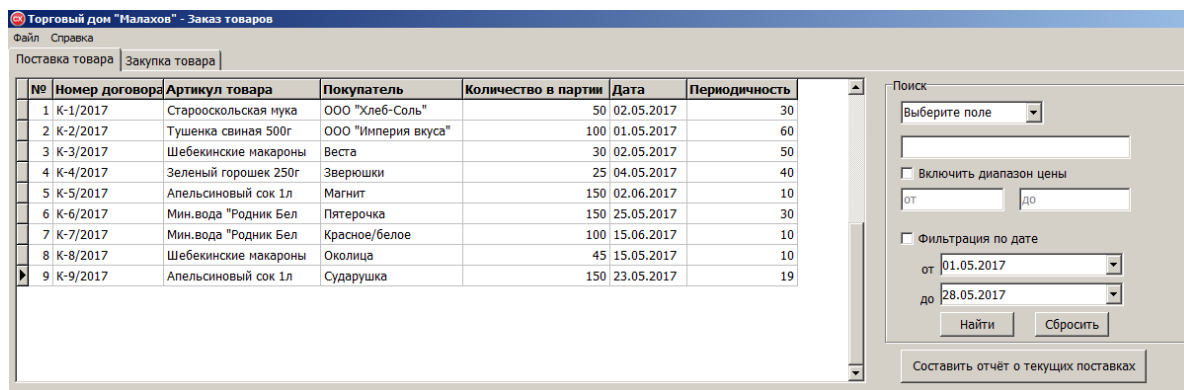 Торговый дом "Малахов" - Заказ товаров
Файл Справка
Поставка товара Закупка товара
№ Номер договора Артикул товара Покупатель Количество в партии Дата Периодичность
1 К-1/2017 Старооскольская мука ООО "Хлеб-Соль" 50 02.05.2017 30
2 К-2/2017 Тушенка свиная 500г ООО "Империя вкуса" 100 01.05.2017 60
3 К-3/2017 Шебекинские макароны Веста 30 02.05.2017 50
4 К-4/2017 Зеленый горошек 250г Зверюшки 25 04.05.2017 40
5 К-5/2017 Апельсиновый сок 1л Магнит 150 02.06.2017 10
6 К-6/2017 Мин.вода "Родник Бел Пятерочка 150 25.05.2017 30
7 К-7/2017 Мин.вода "Родник Бел Красное/белое 100 15.06.2017 10
8 К-8/2017 Шебекинские макароны Околица 45 15.05.2017 10
9 К-9/2017 Апельсиновый сок 1л Сударушка 150 23.05.2017 19
Поиск
Выберите поле
Включить диапазон цены
от до
Фильтрация по дате
от 01.05.2017
до 28.05.2017
Найти Сбросить
Составить отчёт о текущих поставках